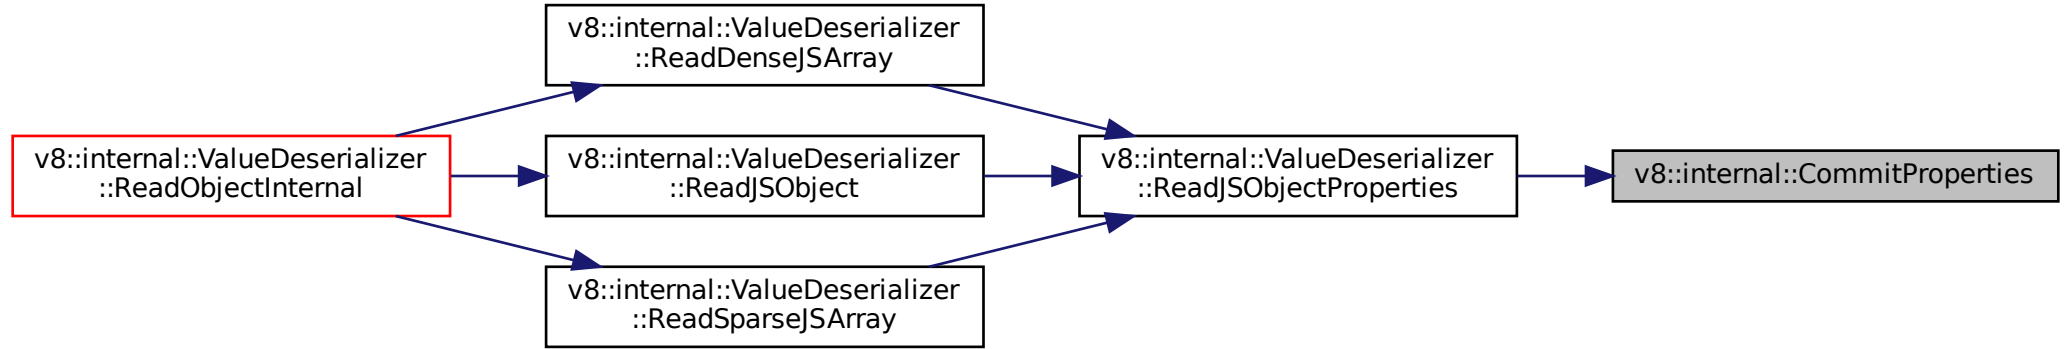 v8::internal::ValueDeserializer
::ReadObjectInternal
v8::internal::ValueDeserializer
::ReadDenseJSArray
v8::internal::ValueDeserializer
::ReadJSObject
v8::internal::ValueDeserializer
::ReadSparseJSArray
v8::internal::ValueDeserializer
::ReadJSObjectProperties
v8::internal::CommitProperties